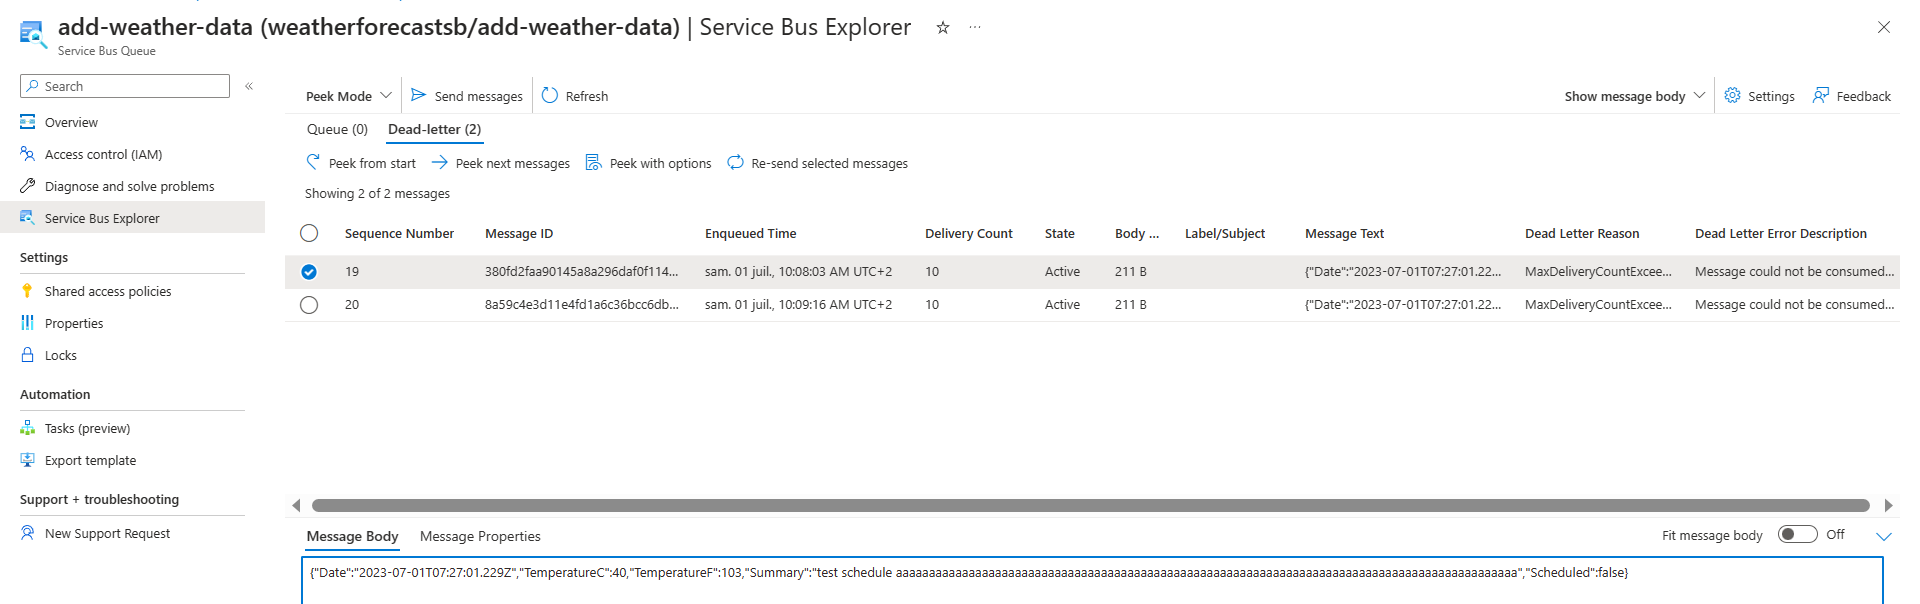 add-weather-data (weatherforecastsb/add-weather-data) | Service Bus Explorer
Service Bus Queue
Search
Overview
Access control (IAM)
Diagnose and solve problems
Service Bus Explorer
Settings
Shared access policies
Properties
Locks
Automation
Tasks (preview)
Export template
Support + troubleshooting
New Support Request
Peek Mode Send messages Refresh Show message body Settings Feedback
Queue (0) Dead-letter (2)
Peek from start Peek next messages Peek with options Re-send selected messages
Showing 2 of 2 messages
Sequence Number Message ID Enqueued Time Delivery Count State Body ... Label/Subject Message Text Dead Letter Reason Dead Letter Error Description
19 380fd2faa90145a8a296daf0f114... sam. 01 juil., 10:08:03 AM UTC+2 10 Active 211 B {"Date":"2023-07-01T07:27:01.22... MaxDeliveryCountExcee... Message could not be consumed...
20 8a59c4e3d11e4fd1a6c36bcc6db... sam. 01 juil., 10:09:16 AM UTC+2 10 Active 211 B {"Date":"2023-07-01T07:27:01.22... MaxDeliveryCountExcee... Message could not be consumed...
Message Body Message Properties Fit message body Off
{"Date":"2023-07-01T07:27:01.229Z","TemperatureC":40,"TemperatureF":103,"Summary":"test schedule aaaaaaaaaaaaaaaaaaaaaaaaaaaaaaaaaaaaaaaaaaaaaaaaaaaaaaaaaaaaaaaaaaaaaaaaaaaaaaaaaaaaaaaaaaaaaa","Scheduled":false}